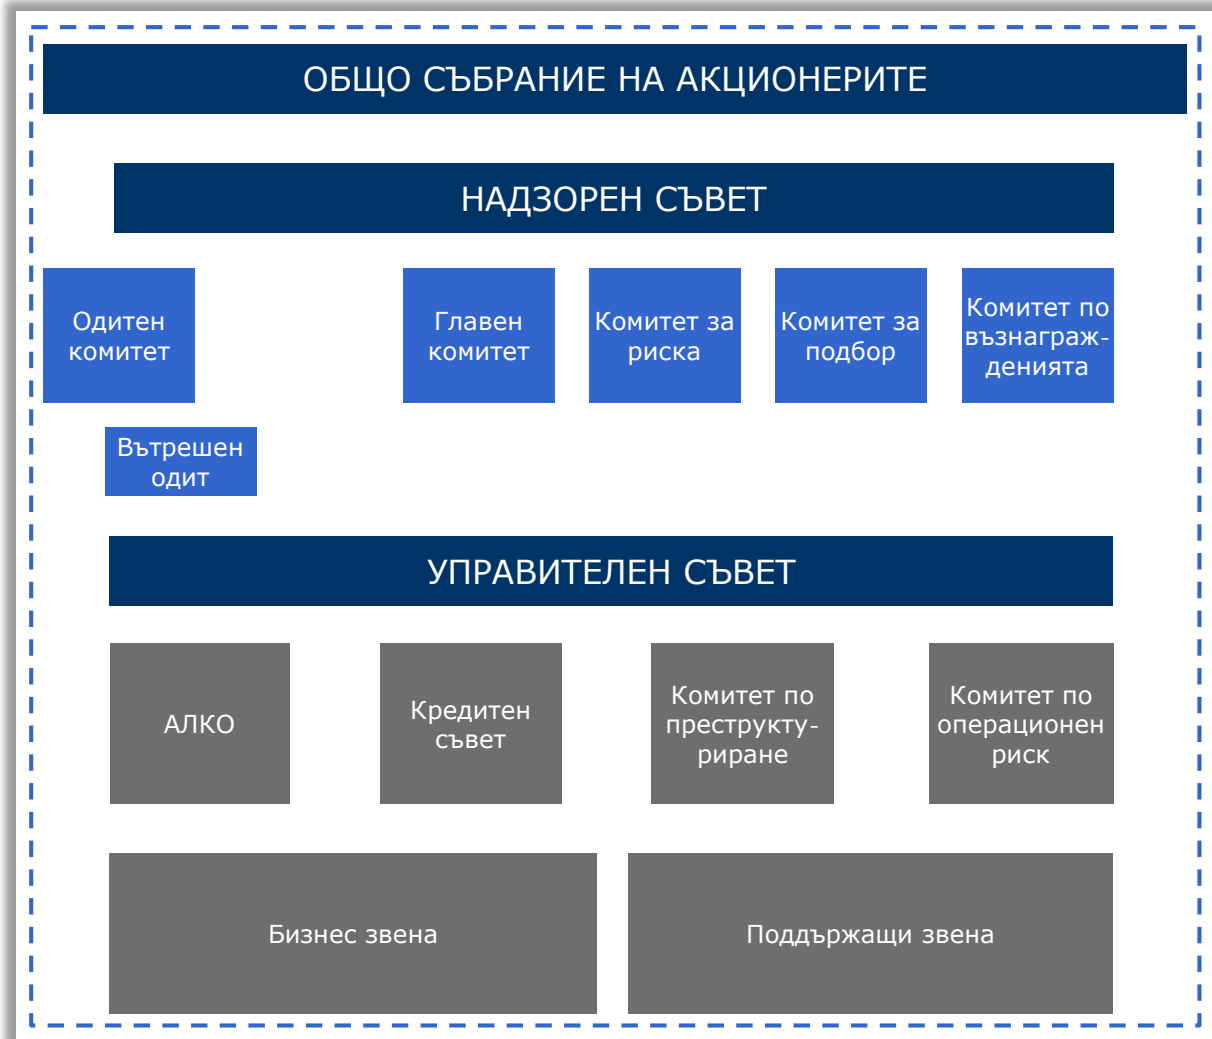 ОБЩО СЪБРАНИЕ НА АКЦИОНЕРИТЕ
НАДЗОРЕН СЪВЕТ
Одитен
комитет
Главен
комитет
Комитет за
риска
Комитет за
подбор
Комитет по
възнаграж-
денията
Вътрешен
одит
УПРАВИТЕЛЕН СЪВЕТ
АЛКО
Кредитен
съвет
Комитет по
преструкту-
риране
Комитет по
операционен
риск
Бизнес звена
Поддържащи звена